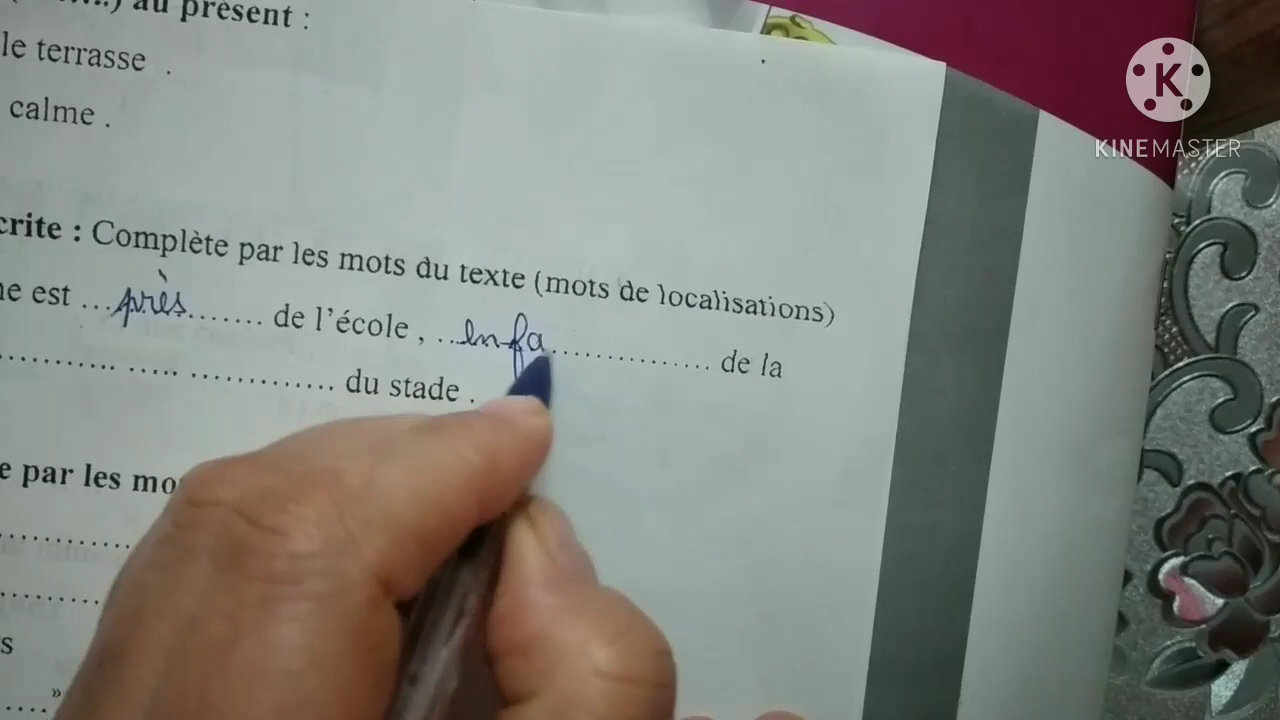 au présent :
le terrasse .
calme .
K
KINEMASTER
crite : Complète par les mots du texte (mots de localisations)
ne est ...près....... de l'école , ...en fa............... de la
.......... ..... ............. du stade .
e par les mo
............
..........
s
»
....